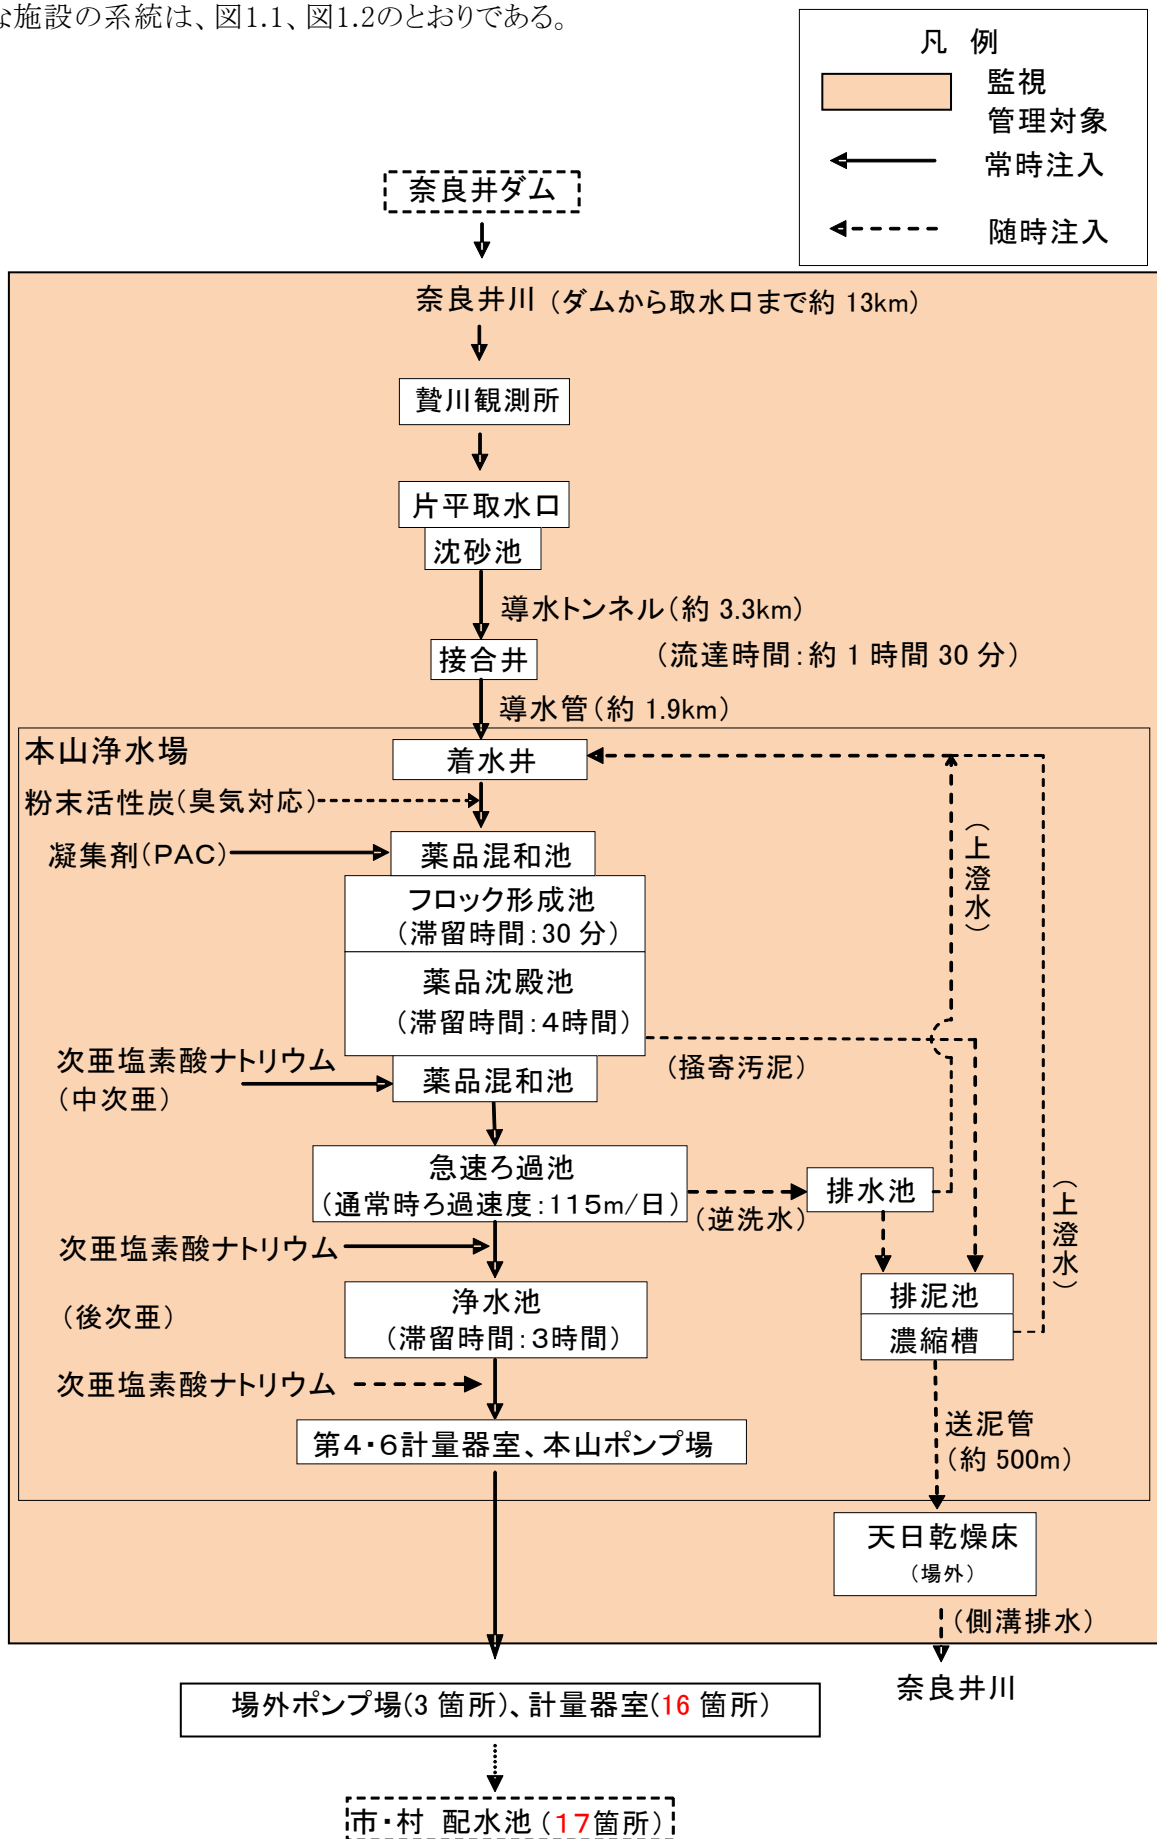 な施設の系統は、図1.1、図1.2のとおりである。
凡 例
監視
管理対象
常時注入
随時注入
奈良井ダム
奈良井川 (ダムから取水口まで約 13km)
贄川観測所
片平取水口
沈砂池
導水トンネル(約 3.3km)
(流達時間:約 1 時間 30 分)
接合井
導水管(約 1.9km)
本山浄水場
着水井
粉末活性炭(臭気対応)
凝集剤(PAC)
薬品混和池
フロック形成池
(滞留時間:30 分)
薬品沈殿池
(滞留時間:4時間)
(掻寄汚泥)
(上澄水)
次亜塩素酸ナトリウム
(中次亜)
薬品混和池
急速ろ過池
(通常時ろ過速度:115m/日)
(逆洗水)
排水池
(上澄水)
次亜塩素酸ナトリウム
(後次亜)
浄水池
(滞留時間:3時間)
排泥池
濃縮槽
次亜塩素酸ナトリウム
第4・6計量器室、本山ポンプ場
送泥管
(約 500m)
天日乾燥床
(場外)
(側溝排水)
奈良井川
場外ポンプ場(3 箇所)、計量器室(16 箇所)
市・村 配水池 (17箇所)